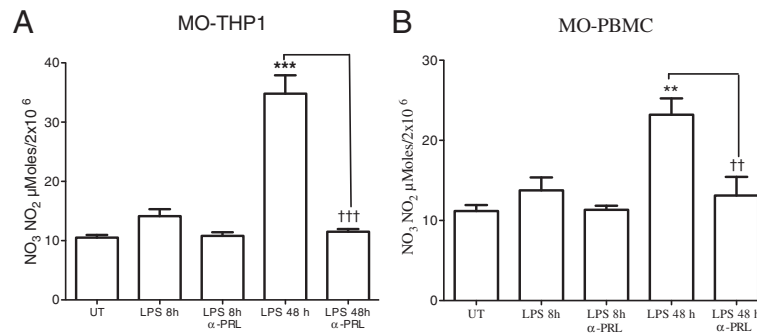 A
MO-THP1
NO3 NO2 µMoles/2x10 6
40
30
20
10
0
***
†††
UT
LPS 8h
LPS 8h
α-PRL
LPS 48 h
LPS 48h
α-PRL
B
MO-PBMC
NO3 NO2 µMoles/2x10 6
30
20
10
0
**
††
UT
LPS 8h
LPS 8h
α-PRL
LPS 48 h
LPS 48 h
α-PRL